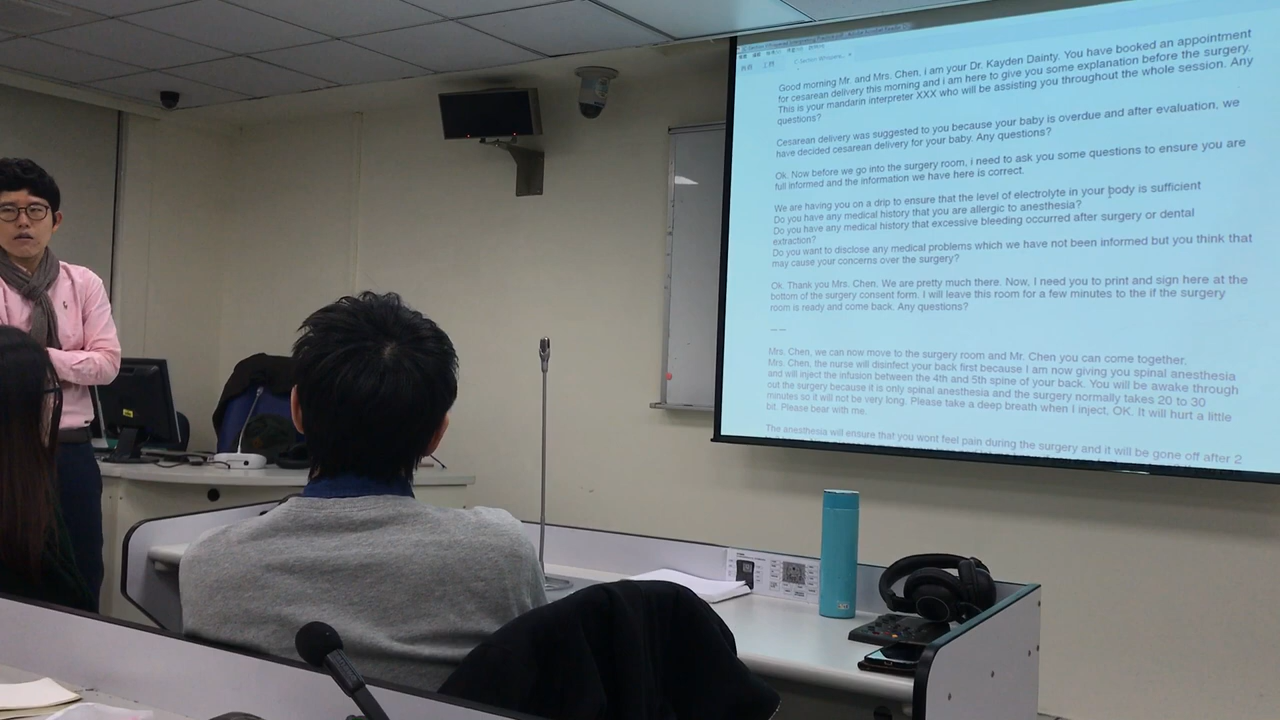 Good morning Mr. and Mrs. Chen, i am your Dr. Kayden Dainty. You have booked an appointment
for cesarean delivery this morning and i am here to give you some explanation before the surgery.
This is your mandarin interpreter XXX who will be assisting you throughout the whole session. Any
questions?
Cesarean delivery was suggested to you because your baby is overdue and after evaluation, we
have decided cesarean delivery for your baby. Any questions?
Ok. Now before we go into the surgery room, i need to ask you some questions to ensure you are
full informed and the information we have here is correct.
We are having you on a drip to ensure that the level of electrolyte in your body is sufficient
Do you have any medical history that you are allergic to anesthesia?
Do you have any medical history that excessive bleeding occurred after surgery or dental
extraction?
Do you want to disclose any medical problems which we have not been informed but you think that
may cause your concerns over the surgery?
Ok. Thank you Mrs. Chen. We are pretty much there. Now, I need you to print and sign here at the
bottom of the surgery consent form. I will leave this room for a few minutes to the if the surgery
room is ready and come back. Any questions?
-- --
Mrs. Chen, we can now move to the surgery room and Mr. Chen you can come together.
Mrs. Chen, the nurse will disinfect your back first because I am now giving you spinal anesthesia
and will inject the infusion between the 4th and 5th spine of your back. You will be awake through
out the surgery because it is only spinal anesthesia and the surgery normally takes 20 to 30
minutes so it will not be very long. Please take a deep breath when I inject, OK. It will hurt a little
bit. Please bear with me.
The anesthesia will ensure that you wont feel pain during the surgery and it will be gone off after 2